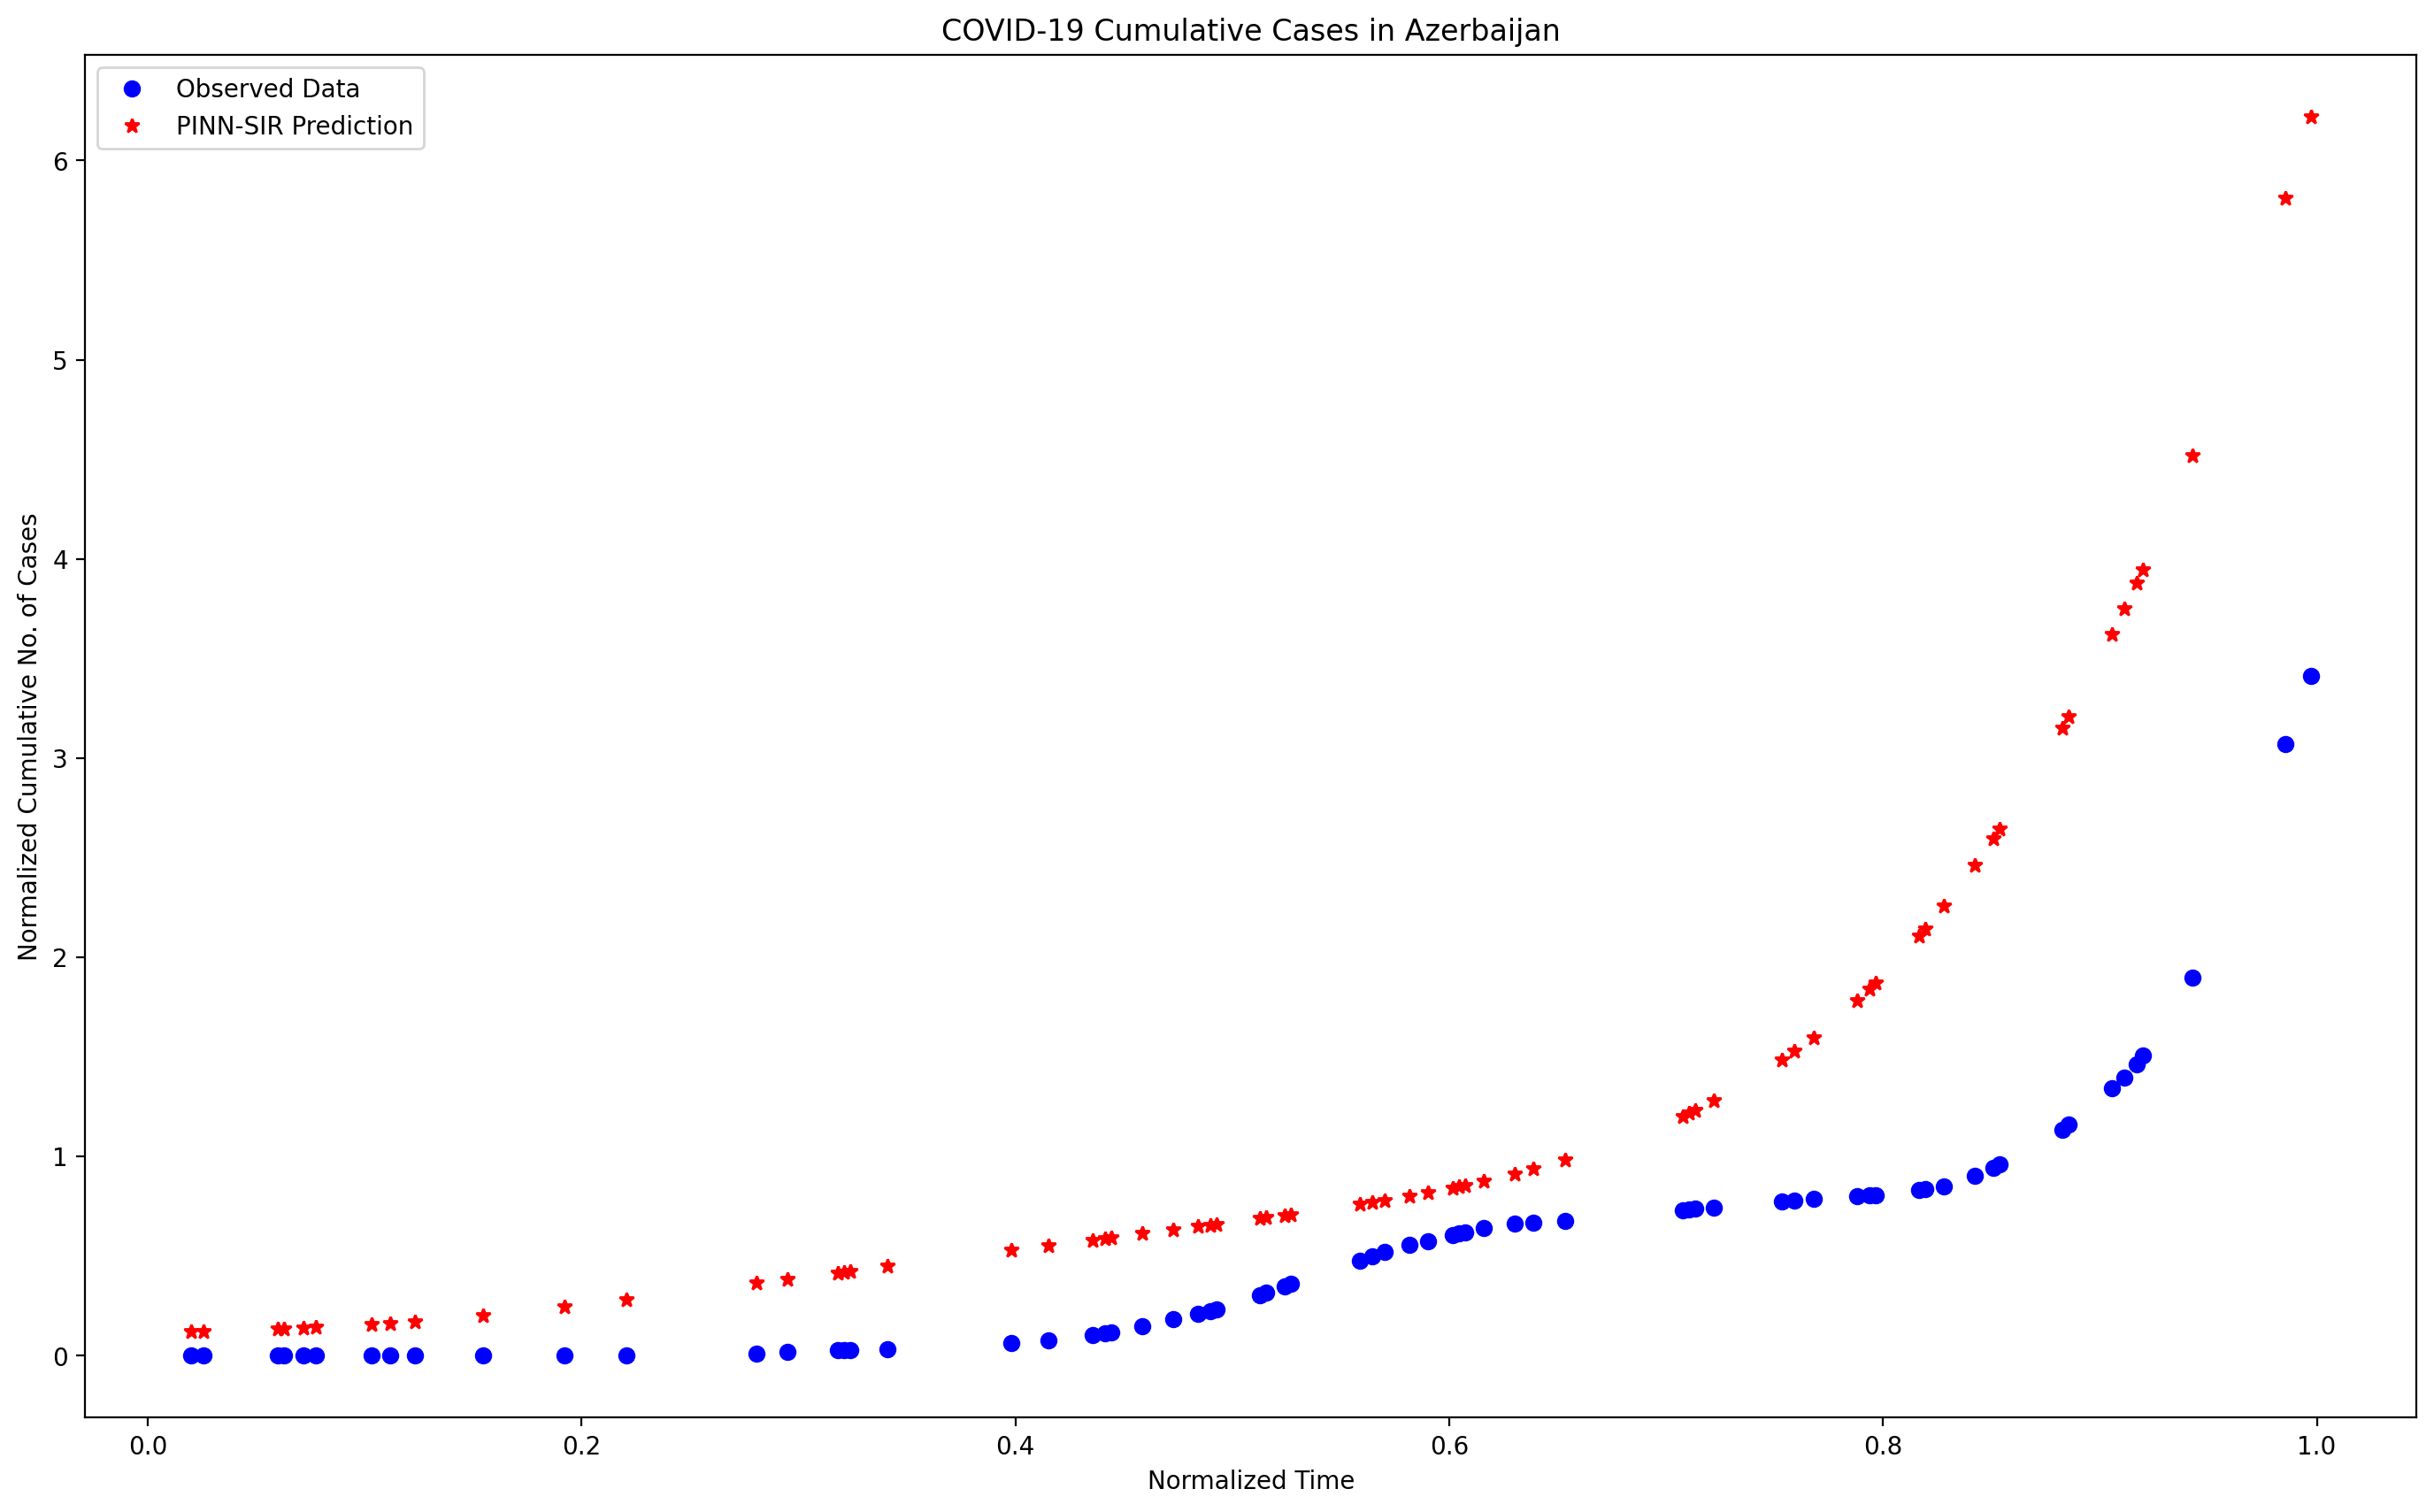 COVID-19 Cumulative Cases in Azerbaijan
Observed Data
PINN-SIR Prediction
Normalized Cumulative No. of Cases
6
5
4
3
2
1
0
0.0 0.2 0.4 0.6 0.8 1.0
Normalized Time